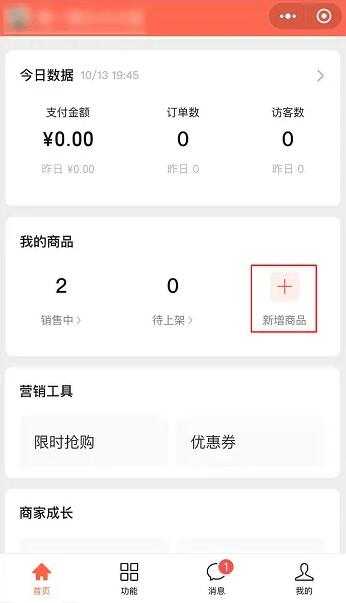 今日数据 10/13 19:45
支付金额 订单数 访客数
¥0.00 0 0
昨日 ¥0.00 昨日 0 昨日 0
我的商品
2 0
销售中 待上架 新增商品
营销工具
限时抢购 优惠券
商家成长
1
首页 功能 消息 我的